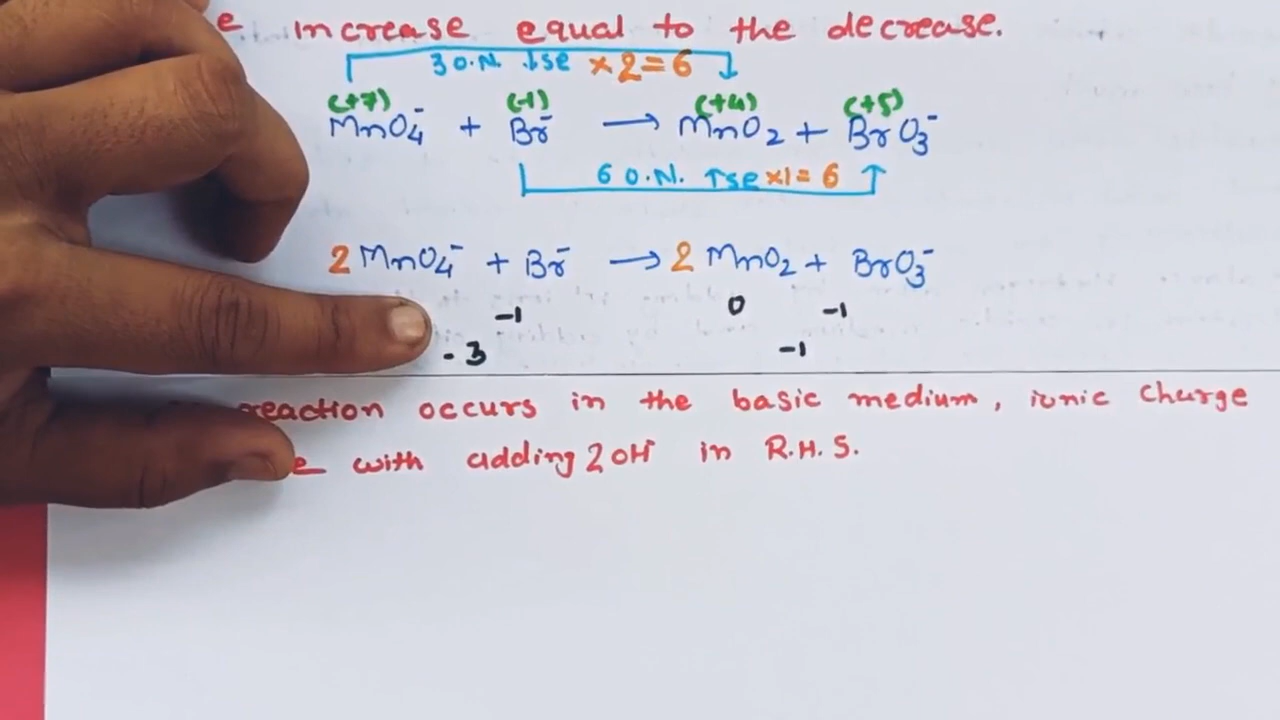 e increase equal to the decrease.
3 O.N. ↓se ×2=6
(+7) (-1) (+4) (+5)
MnO₄⁻ + Br⁻ → MnO₂ + BrO₃⁻
6 O.N. ↑se ×1=6
2 MnO₄⁻ + Br⁻ → 2 MnO₂ + BrO₃⁻
-1 0 -1
-3 -1
reaction occurs in the basic medium, ionic charge
e with adding 2OH⁻ in R.H.S.